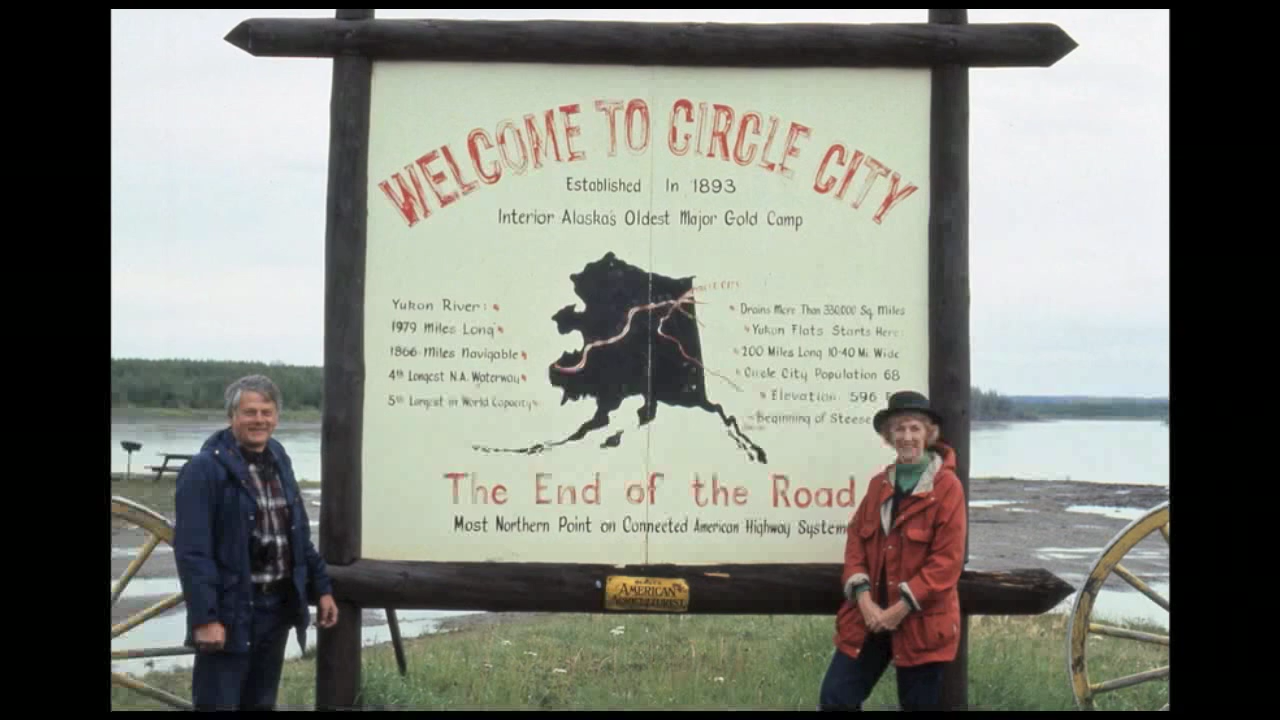 WELCOME TO CIRCLE CITY
Established In 1893
Interior Alaska's Oldest Major Gold Camp
Yukon River:
1979 Miles Long
1866 Miles Navigable
4th Longest N.A. Waterway
5th Longest in World Capacity
CITY
Drains More Than 330,000 Sq. Miles
Yukon Flats Starts Here
200 Miles Long 10-40 Mi Wide
Circle City Population 68
Elevation 596
Beginning of Steese
The End of the Road
Most Northern Point on Connected American Highway System
AMERICAN
AGRICULTURIST